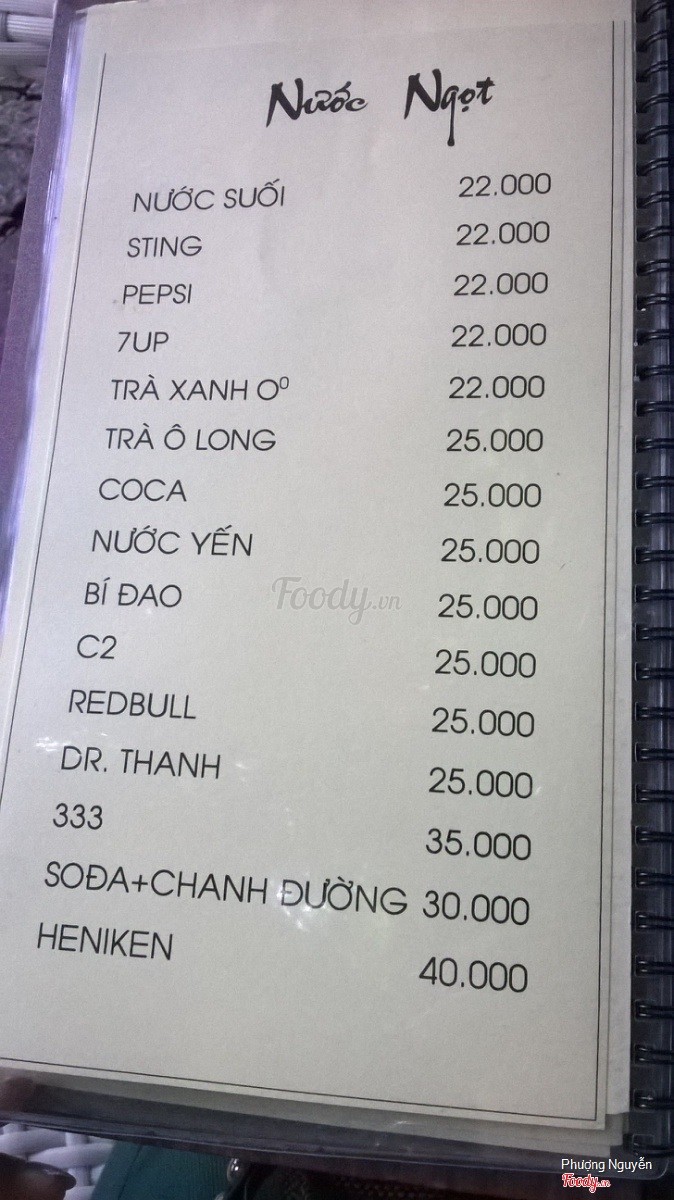 Nước Ngọt
NƯỚC SUỐI 22.000
STING 22.000
PEPSI 22.000
7UP 22.000
TRÀ XANH O⁰ 22.000
TRÀ Ô LONG 25.000
COCA 25.000
NƯỚC YẾN 25.000
BÍ ĐAO 25.000
C2 25.000
REDBULL 25.000
DR. THANH 25.000
333 35.000
SOĐA+CHANH ĐƯỜNG 30.000
HENIKEN 40.000
Foody.vn
Phượng Nguyễn
Foody.vn